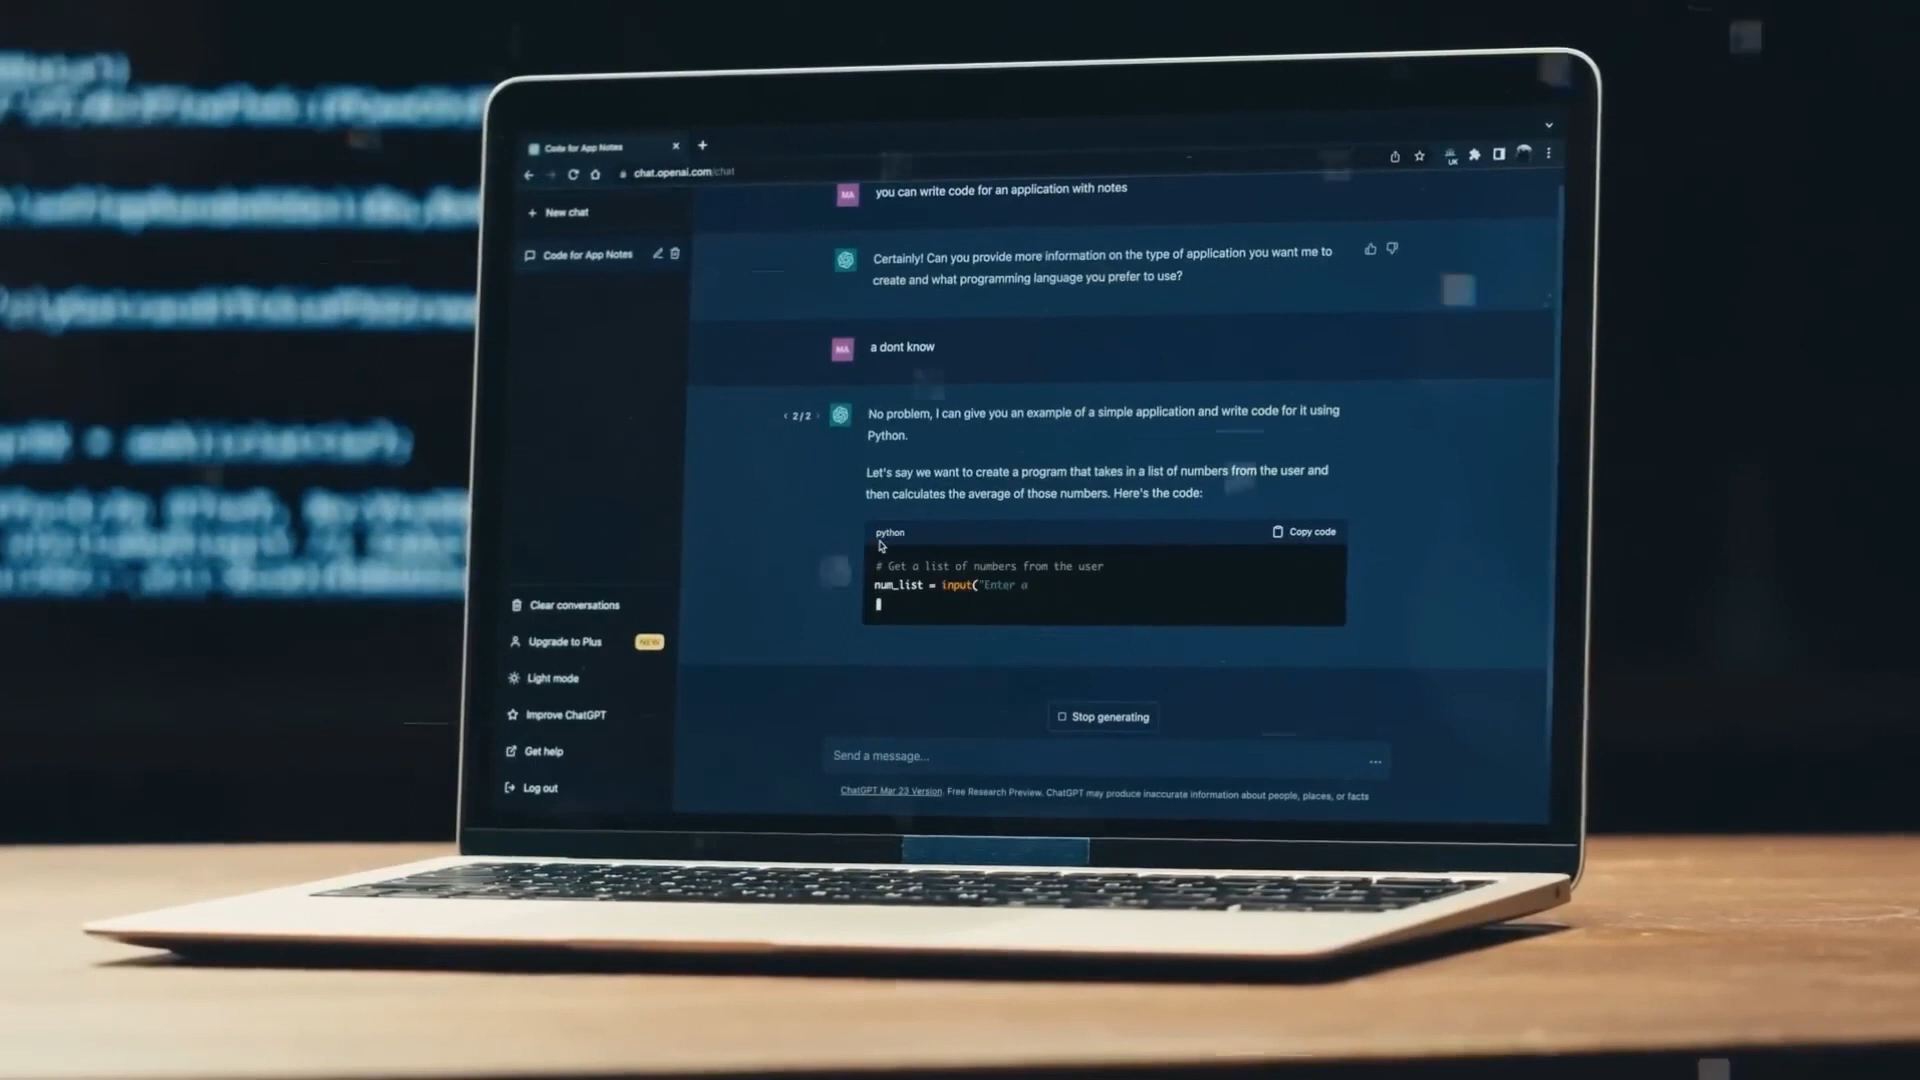 Code for App Notes
chat.openai.com/chat
UK
New chat
Code for App Notes
MA
you can write code for an application with notes
Certainly! Can you provide more information on the type of application you want me to
create and what programming language you prefer to use?
MA
a dont know
2/2
No problem, I can give you an example of a simple application and write code for it using
Python.
Let's say we want to create a program that takes in a list of numbers from the user and
then calculates the average of those numbers. Here's the code:
python
Copy code
# Get a list of numbers from the user
num_list = input("Enter a
Clear conversations
Upgrade to Plus
NEW
Light mode
Improve ChatGPT
Get help
Log out
Stop generating
Send a message...
ChatGPT Mar 23 Version. Free Research Preview. ChatGPT may produce inaccurate information about people, places, or facts